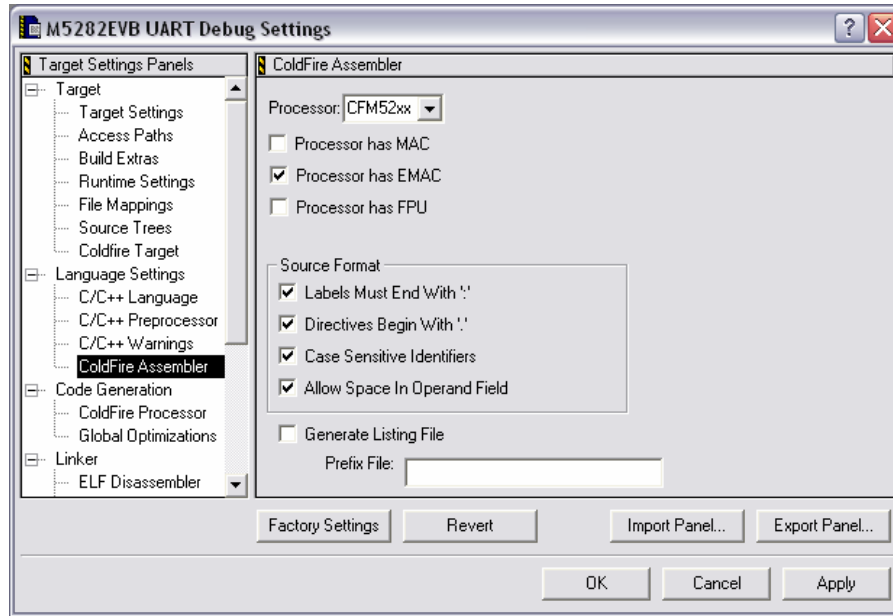 M5282EVB UART Debug Settings
Target Settings Panels
Target
Target Settings
Access Paths
Build Extras
Runtime Settings
File Mappings
Source Trees
Coldfire Target
Language Settings
C/C++ Language
C/C++ Preprocessor
C/C++ Warnings
ColdFire Assembler
Code Generation
ColdFire Processor
Global Optimizations
Linker
ELF Disassembler
ColdFire Assembler
Processor: CFM52xx
Processor has MAC
Processor has EMAC
Processor has FPU
Source Format
Labels Must End With ':'
Directives Begin With '.'
Case Sensitive Identifiers
Allow Space In Operand Field
Generate Listing File
Prefix File:
Factory Settings
Revert
Import Panel...
Export Panel...
OK
Cancel
Apply